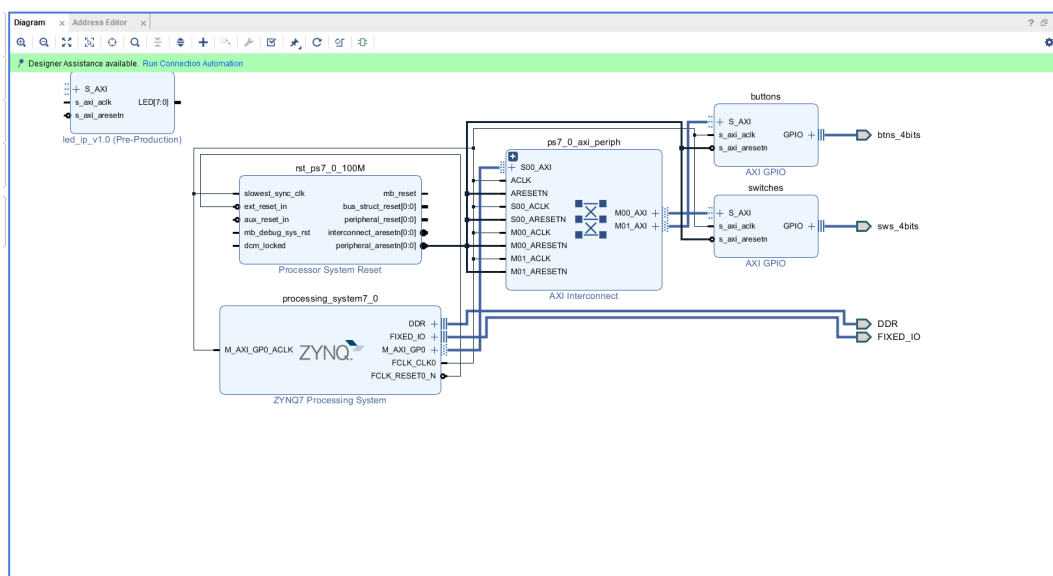 Diagram × Address Editor ×
? 
Designer Assistance available. Run Connection Automation
S_AXI
s_axi_aclk LED[7:0]
s_axi_aresetn
led_ip_v1.0 (Pre-Production)
rst_ps7_0_100M
slowest_sync_clk mb_reset
ext_reset_in bus_struct_reset[0:0]
aux_reset_in peripheral_reset[0:0]
mb_debug_sys_rst interconnect_aresetn[0:0]
dcm_locked peripheral_aresetn[0:0]
Processor System Reset
processing_system7_0
DDR
FIXED_IO
M_AXI_GP0_ACLK ZYNQ. M_AXI_GP0
FCLK_CLK0
FCLK_RESET0_N
ZYNQ7 Processing System
ps7_0_axi_periph
S00_AXI
ACLK
ARESETN
S00_ACLK
S00_ARESETN M00_AXI
M00_ACLK M01_AXI
M00_ARESETN
M01_ACLK
M01_ARESETN
AXI Interconnect
buttons
S_AXI
s_axi_aclk GPIO
s_axi_aresetn
AXI GPIO
btns_4bits
switches
S_AXI
s_axi_aclk GPIO
s_axi_aresetn
AXI GPIO
sws_4bits
DDR
FIXED_IO